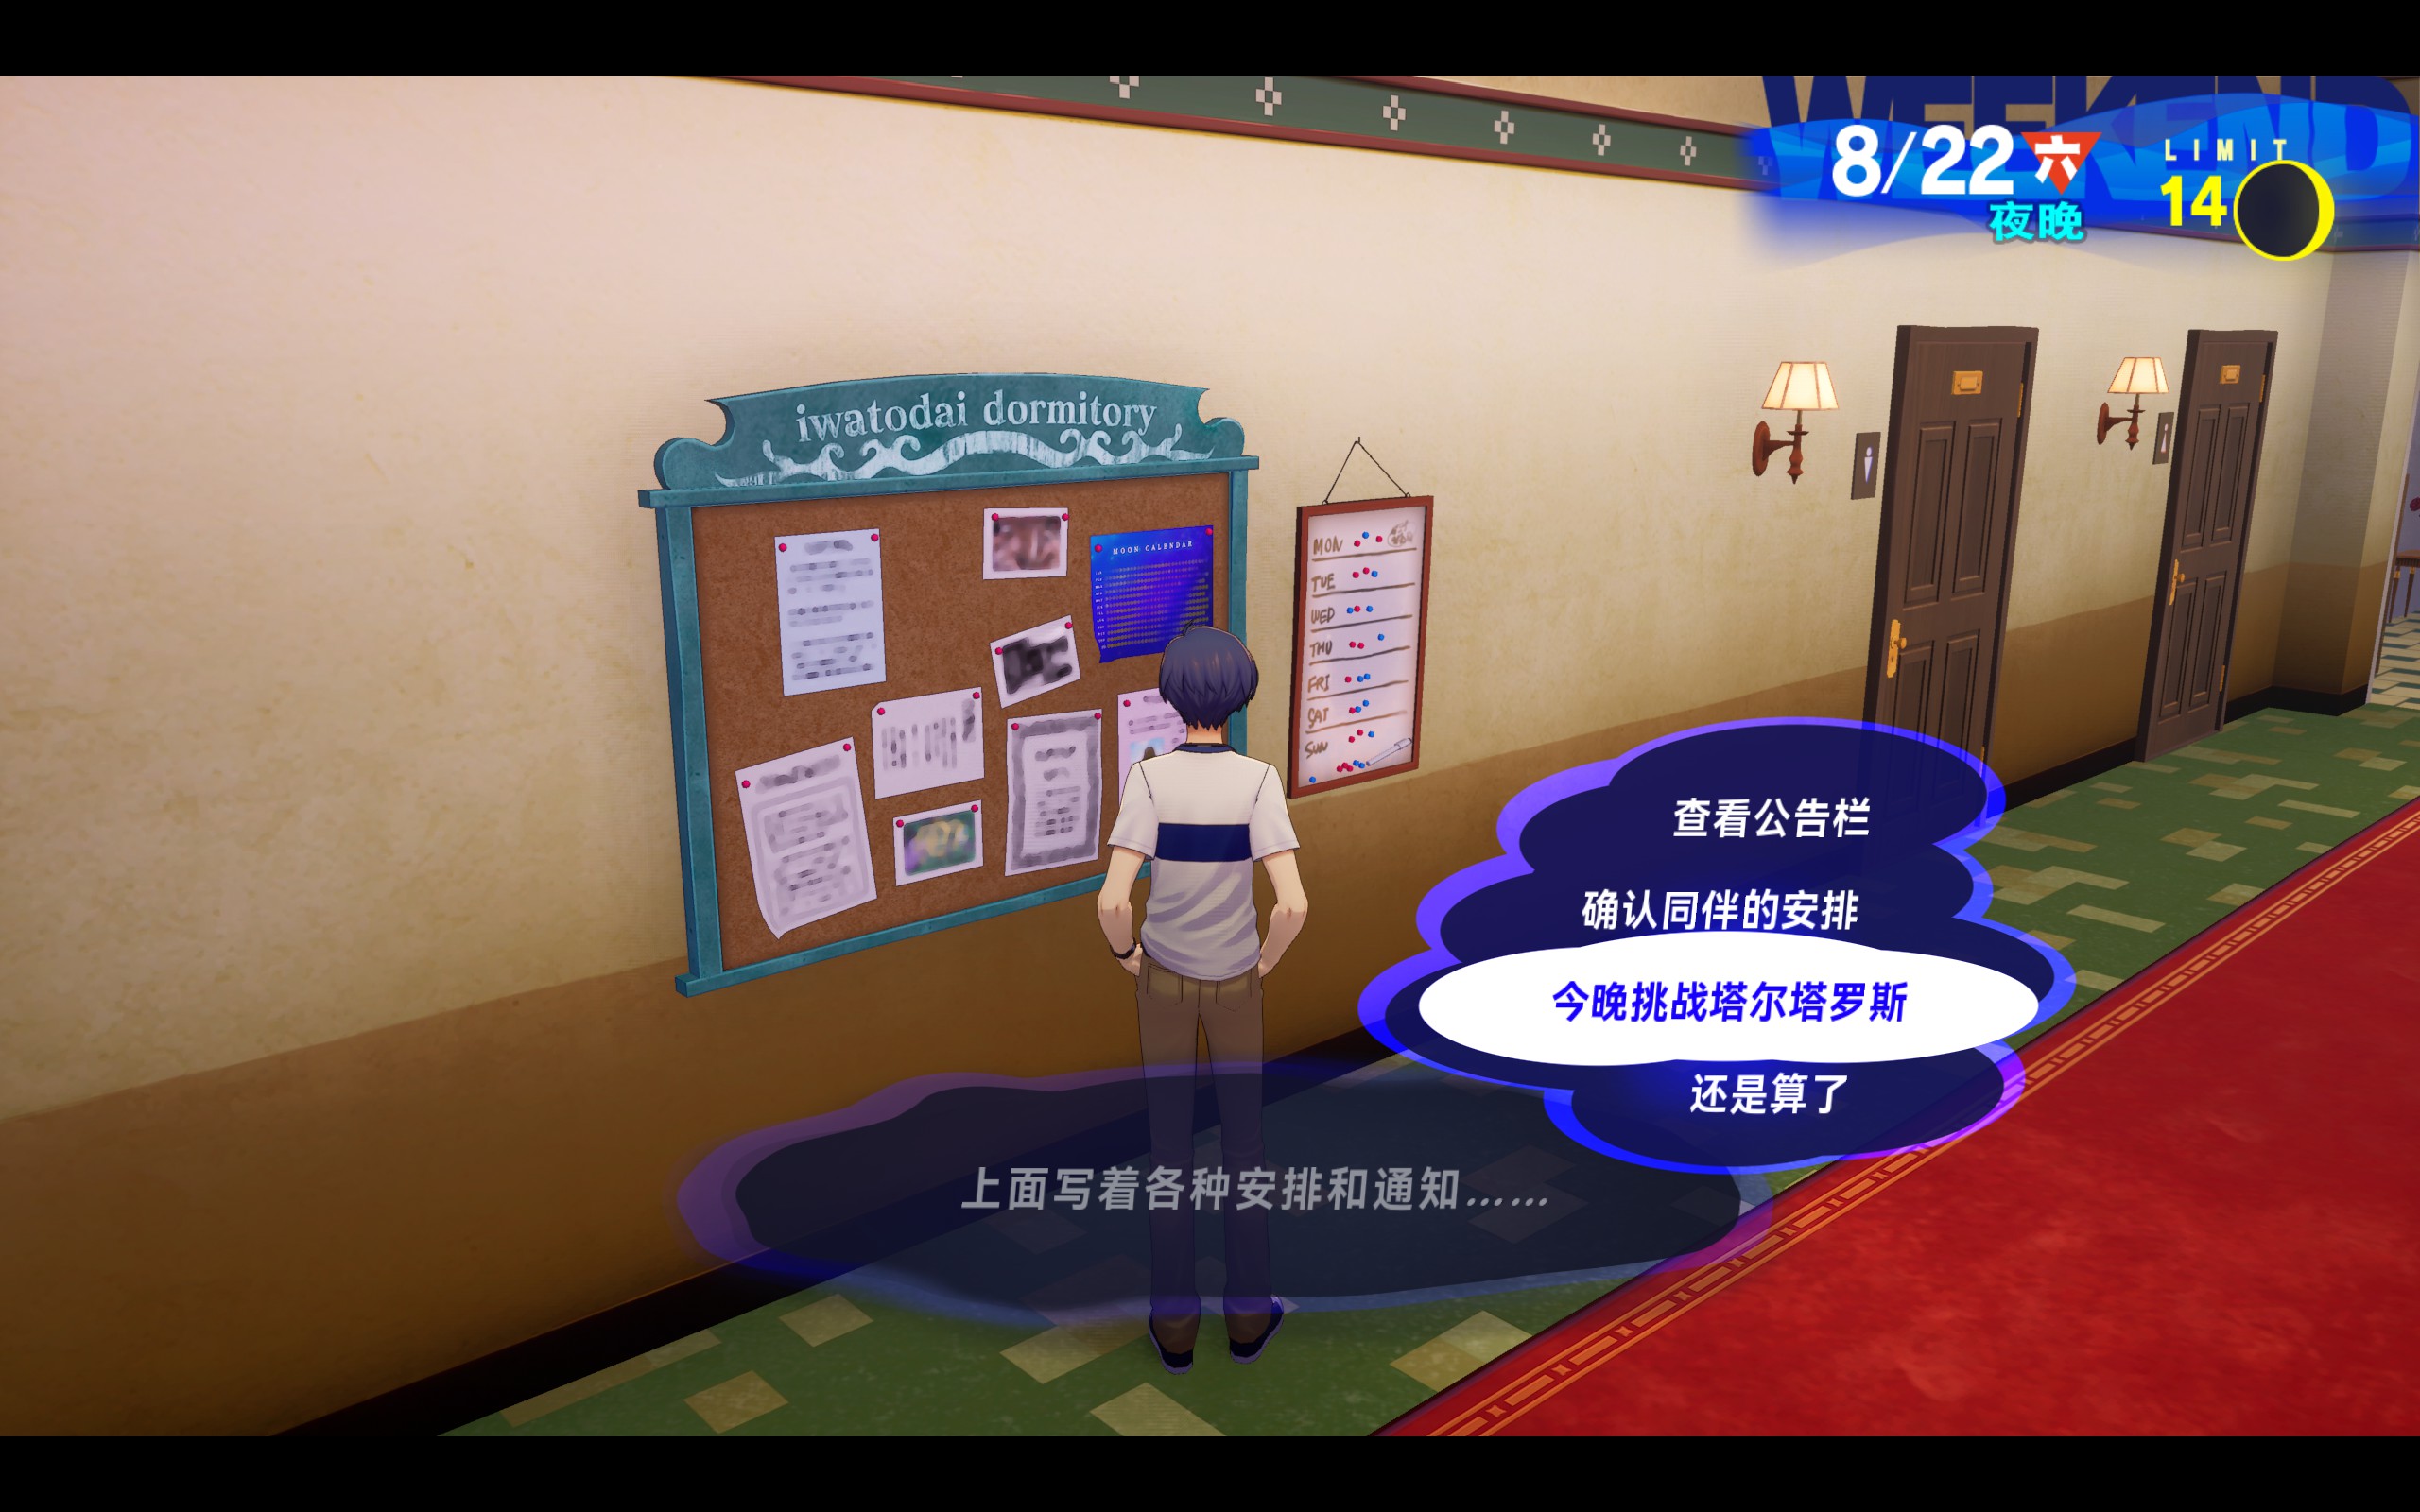 WEEKEND
8/22 六
夜晚
LIMIT
14
iwatodai dormitory
MOON CALENDAR
MON
TUE
WED
THU
FRI
SAT
SUN
查看公告栏
确认同伴的安排
今晚挑战塔尔塔罗斯
还是算了
上面写着各种安排和通知……